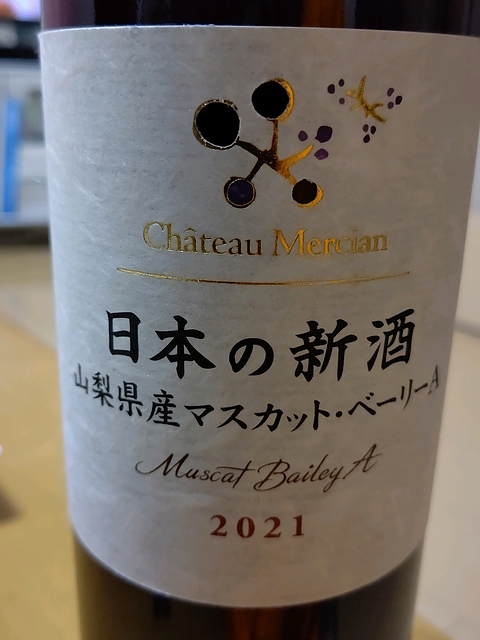 Château Mercian
日本の新酒
山梨県産マスカット・ベーリーA
Muscat Bailey A
2021